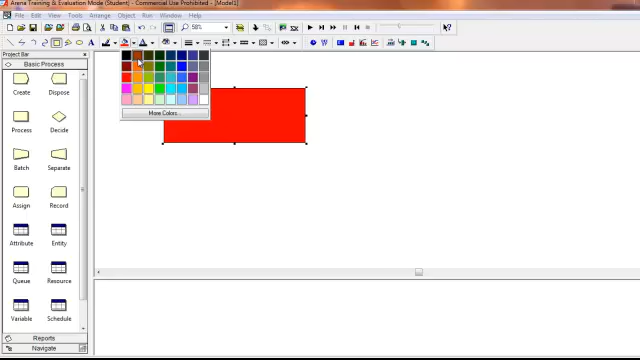 Arena Training & Evaluation Mode (Student) - Commercial Use Prohibited - [Model1]
File Edit View Tools Arrange Object Run Window Help
58%
Project Bar
Basic Process
Create Dispose
Process Decide
Batch Separate
Assign Record
Attribute Entity
Queue Resource
Variable Schedule
Reports
Navigate
More Colors...